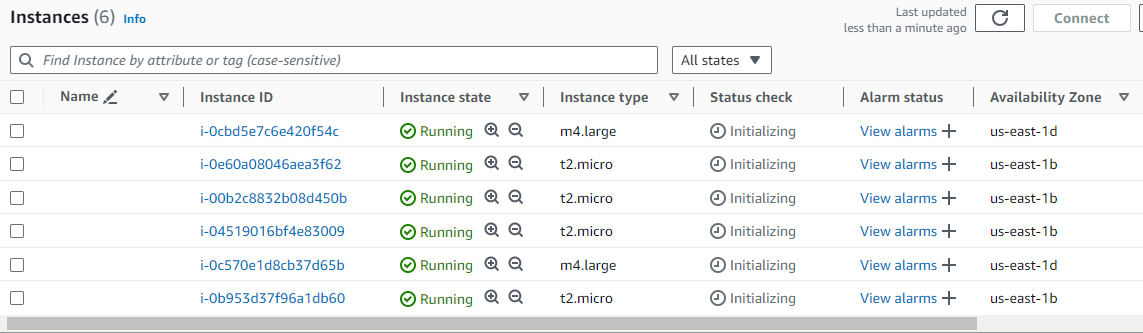 Instances (6) Info
Last updated
less than a minute ago
Connect
Find Instance by attribute or tag (case-sensitive)
All states
Name Instance ID Instance state Instance type Status check Alarm status Availability Zone
i-0cbd5e7c6e420f54c Running m4.large Initializing View alarms us-east-1d
i-0e60a08046aea3f62 Running t2.micro Initializing View alarms us-east-1b
i-00b2c8832b08d450b Running t2.micro Initializing View alarms us-east-1b
i-04519016bf4e83009 Running t2.micro Initializing View alarms us-east-1b
i-0c570e1d8cb37d65b Running m4.large Initializing View alarms us-east-1d
i-0b953d37f96a1db60 Running t2.micro Initializing View alarms us-east-1b